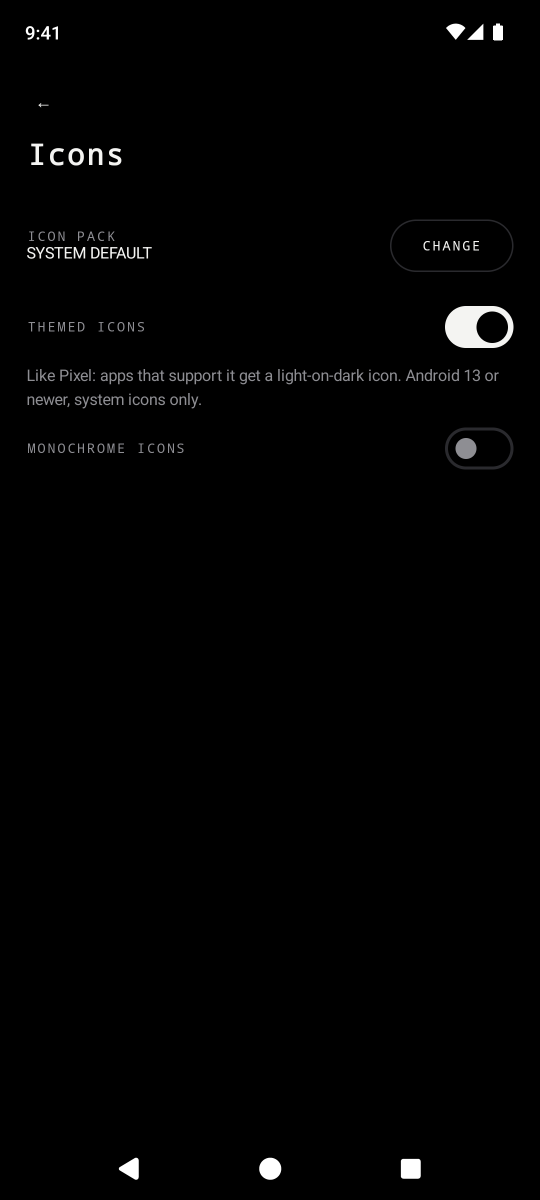 9:41
←
Icons
ICON PACK
SYSTEM DEFAULT
CHANGE
THEMED ICONS
Like Pixel: apps that support it get a light-on-dark icon. Android 13 or
newer, system icons only.
MONOCHROME ICONS